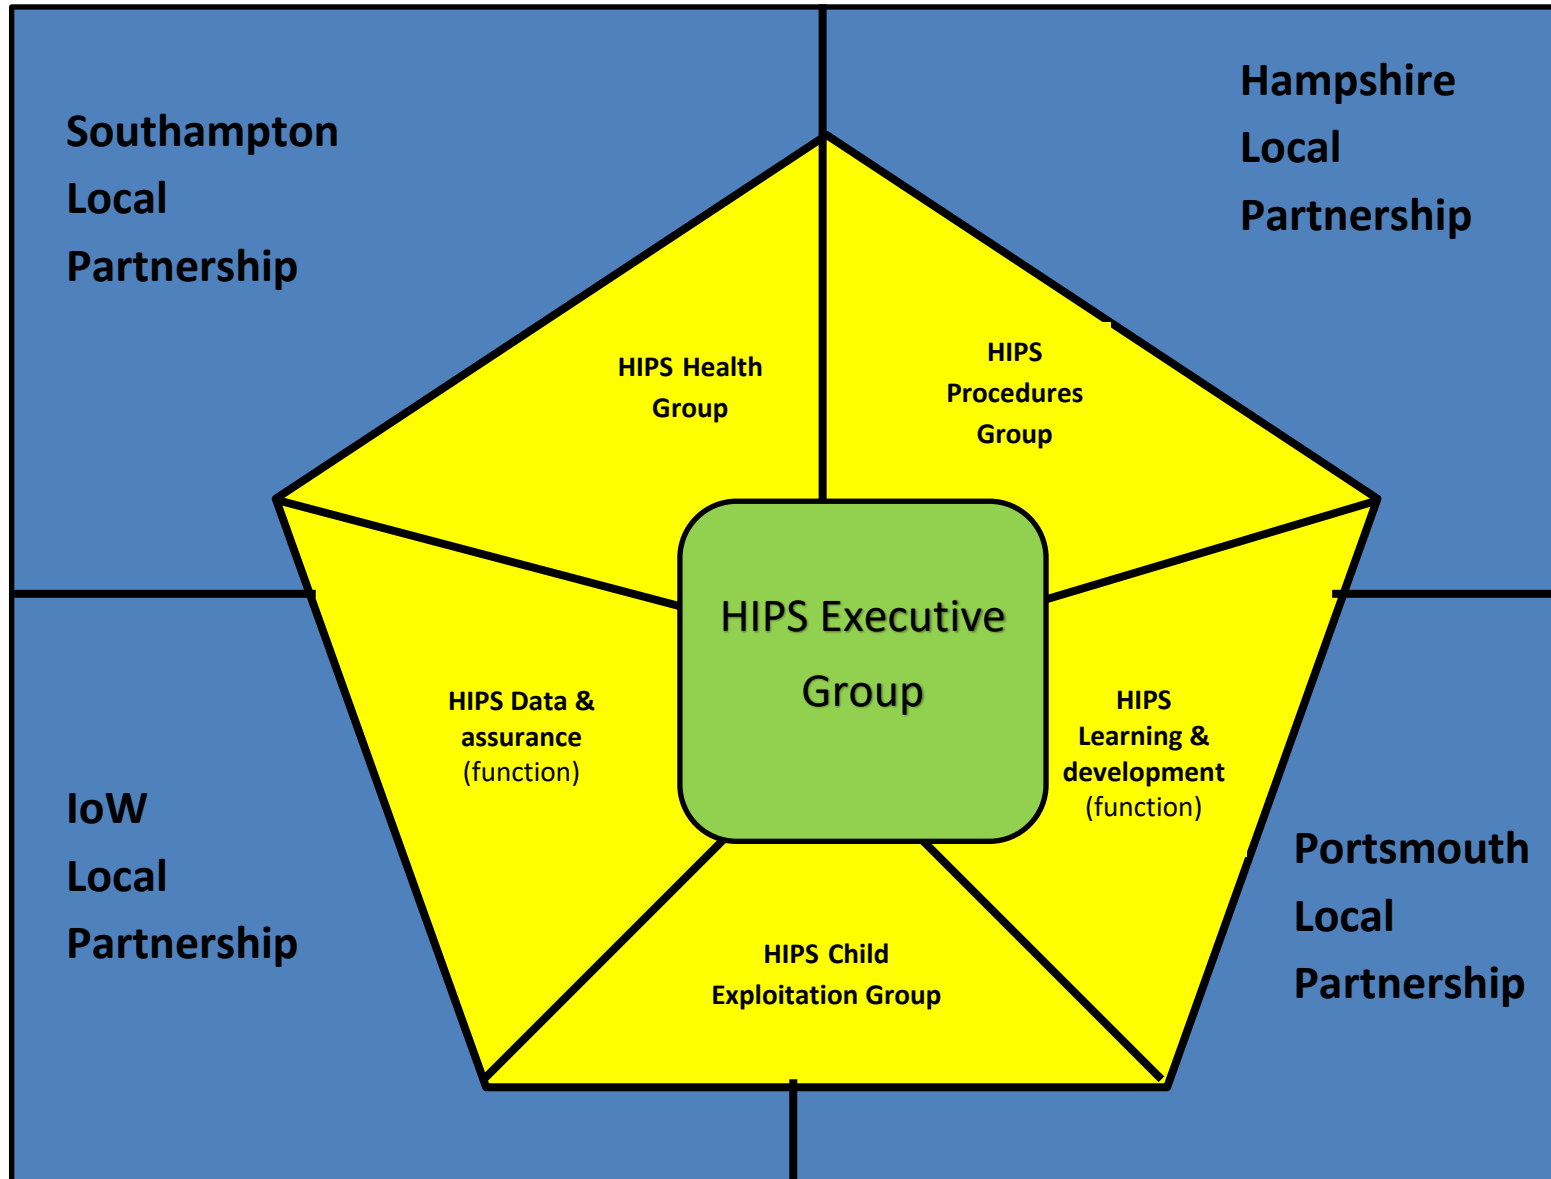 Southampton
Local
Partnership
Hampshire
Local
Partnership
HIPS Health
Group
HIPS
Procedures
Group
HIPS Executive
Group
HIPS Data &
assurance
(function)
HIPS
Learning &
development
(function)
IoW
Local
Partnership
Portsmouth
Local
Partnership
HIPS Child
Exploitation Group